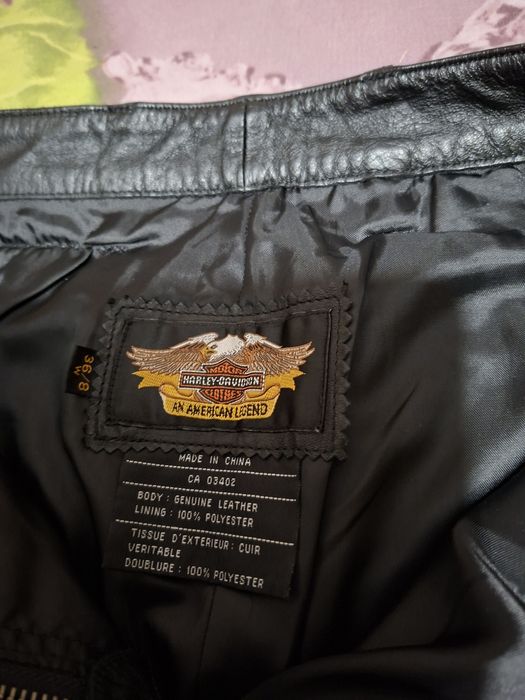 MOTOR
HARLEY-DAVIDSON
CLOTHES
AN AMERICAN LEGEND
36/8
W
MADE IN CHINA
CA 03402
BODY : GENUINE LEATHER
LINING : 100% POLYESTER
TISSUE D'EXTERIEUR: CUIR
VERITABLE
DOUBLURE : 100% POLYESTER